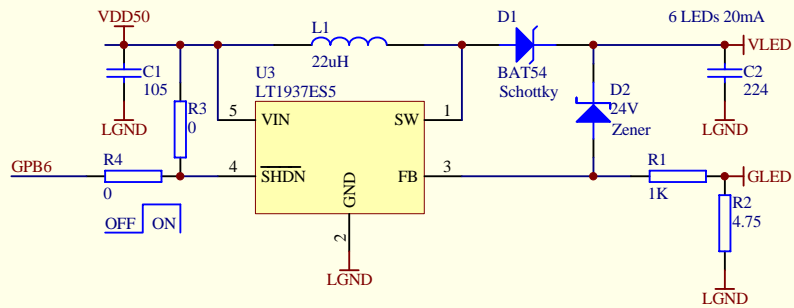 VDD50
L1
D1
6 LEDs 20mA
VLED
C1
105
22uH
BAT54
Schottky
D2
24V
Zener
C2
224
U3
LT1937ES5
LGND
R3
0
5
VIN
SW
1
LGND
GPB6
R4
0
4
SHDN
FB
3
R1
1K
GLED
GND
2
OFF
ON
R2
4.75
LGND
LGND